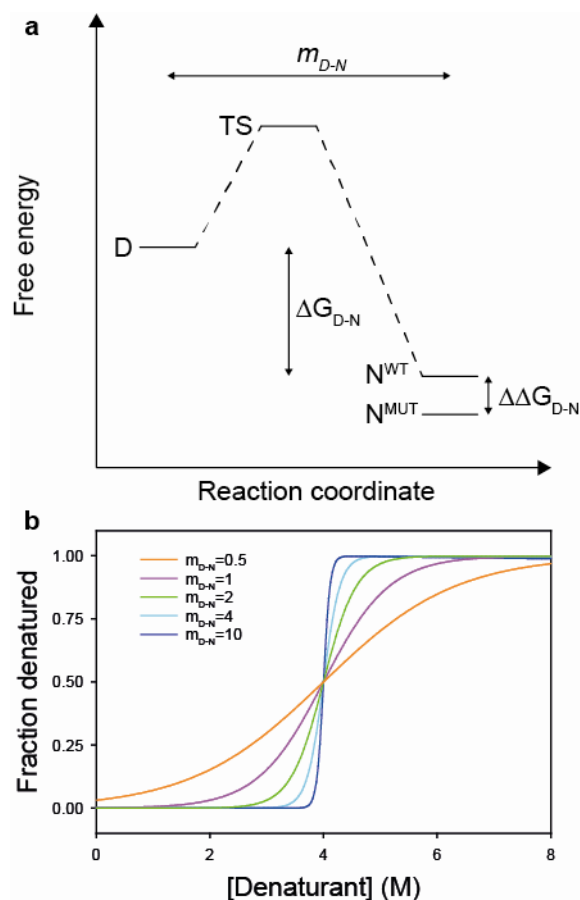 a
m_D-N
TS
D
ΔG_D-N
N^WT
N^MUT
ΔΔG_D-N
Free energy
Reaction coordinate
b
m_D-N=0.5
m_D-N=1
m_D-N=2
m_D-N=4
m_D-N=10
1.00
0.75
0.50
0.25
0.00
Fraction denatured
0 2 4 6 8
[Denaturant] (M)